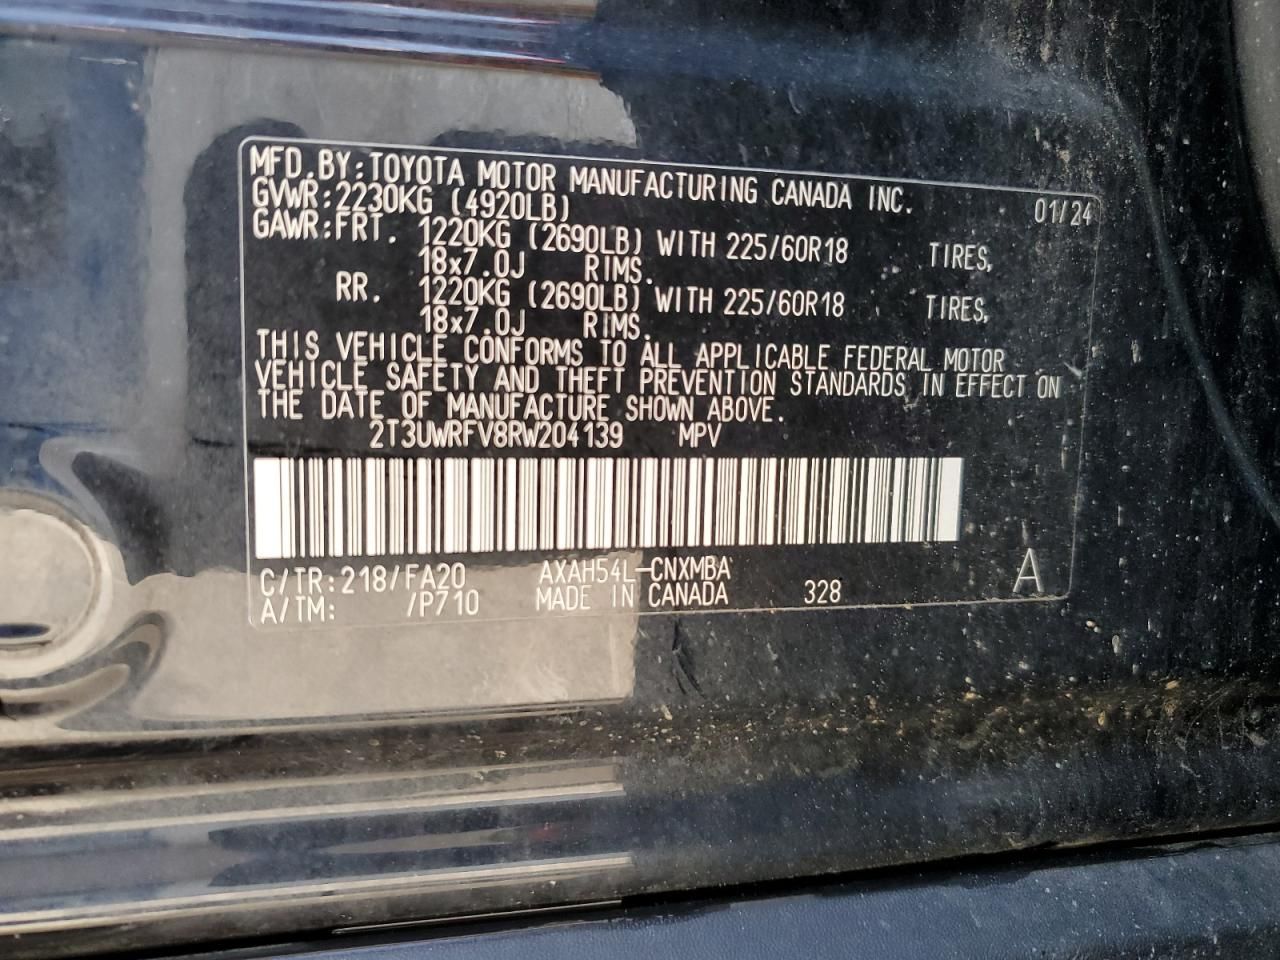 MFD.BY:TOYOTA MOTOR MANUFACTURING CANADA INC. 01/24
GVWR:2230KG (4920LB)
GAWR:FRT. 1220KG (2690LB) WITH 225/60R18 TIRES,
18x7.0J RIMS.
RR. 1220KG (2690LB) WITH 225/60R18 TIRES,
18x7.0J RIMS.
THIS VEHICLE CONFORMS TO ALL APPLICABLE FEDERAL MOTOR
VEHICLE SAFETY AND THEFT PREVENTION STANDARDS IN EFFECT ON
THE DATE OF MANUFACTURE SHOWN ABOVE.
2T3UWRFV8RW204139 MPV
C/TR:218/FA20 AXAH54L-CNXMBA A
A/TM: /P710 MADE IN CANADA 328